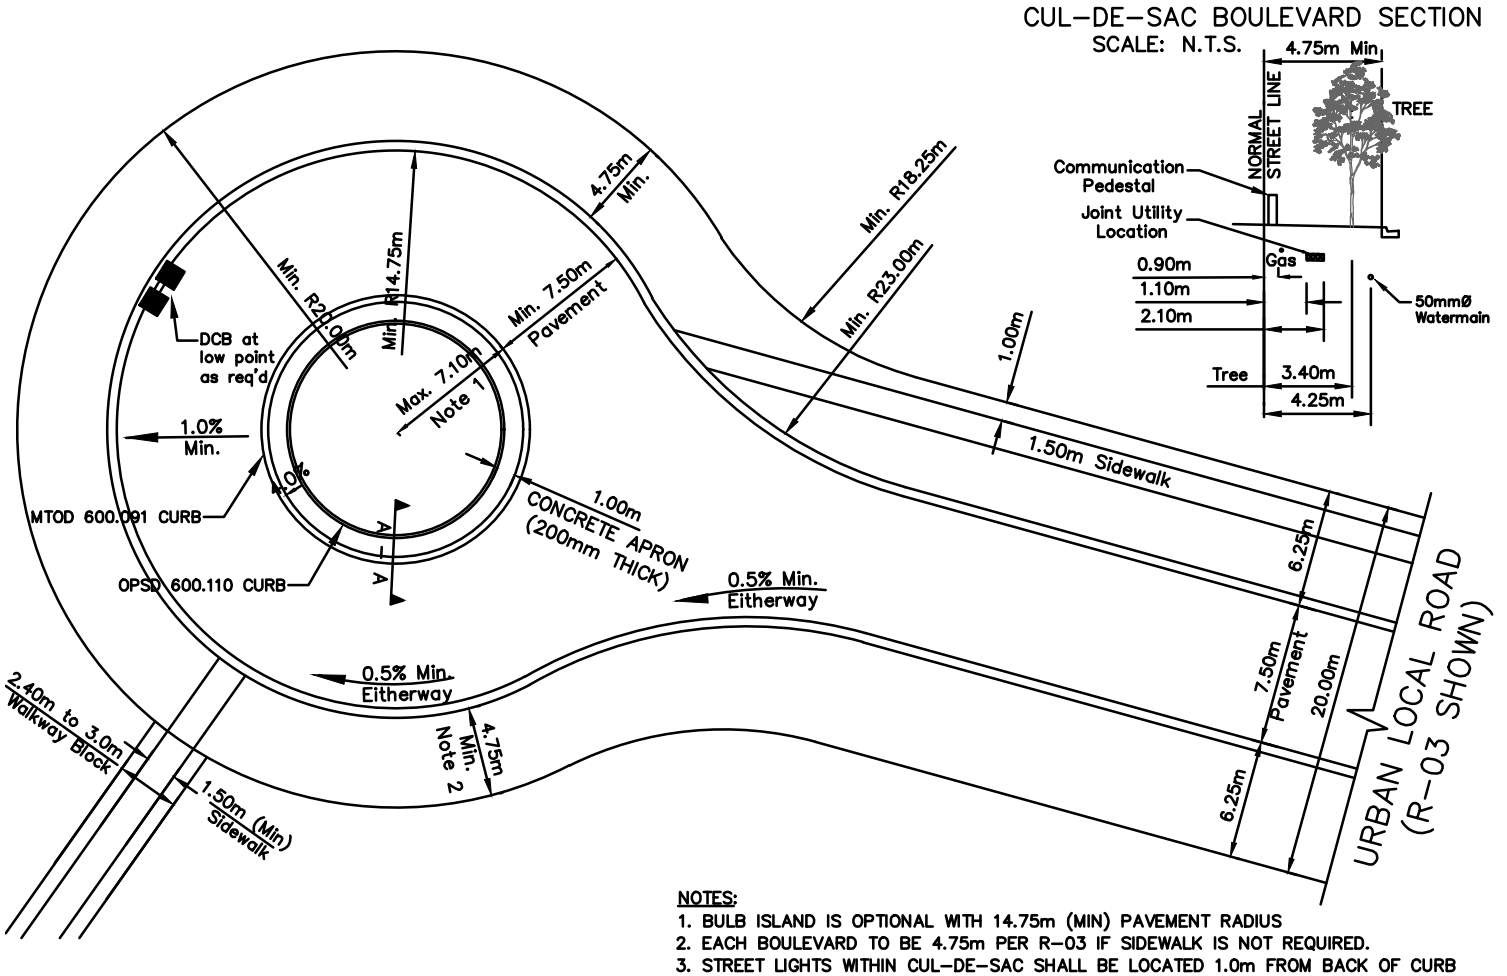 CUL-DE-SAC BOULEVARD SECTION
SCALE: N.T.S.
4.75m Min
NORMAL
STREET LINE
TREE
Communication
Pedestal
Joint Utility
Location
Gas
0.90m
1.10m
2.10m
50mmØ
Watermain
Tree
3.40m
4.25m
4.75m
Min.
Min. R18.25m
Min. R23.00m
Min. R20.00m
Min. R14.75m
Min. 7.50m
Pavement
Max. 7.10m
Note 1
DCB at
low point
as req'd
1.0%
Min.
4.0%
MTOD 600.091 CURB
OPSD 600.110 CURB
A
A
1.00m
CONCRETE APRON
(200mm THICK)
1.00m
1.50m Sidewalk
0.5% Min.
Eitherway
0.5% Min.
Eitherway
4.75m
Min.
Note 2
2.40m to 3.0m
Walkway Block
1.50m (Min)
Sidewalk
6.25m
7.50m
Pavement
20.00m
6.25m
URBAN LOCAL ROAD
(R-03 SHOWN)
NOTES:
1. BULB ISLAND IS OPTIONAL WITH 14.75m (MIN) PAVEMENT RADIUS
2. EACH BOULEVARD TO BE 4.75m PER R-03 IF SIDEWALK IS NOT REQUIRED.
3. STREET LIGHTS WITHIN CUL-DE-SAC SHALL BE LOCATED 1.0m FROM BACK OF CURB